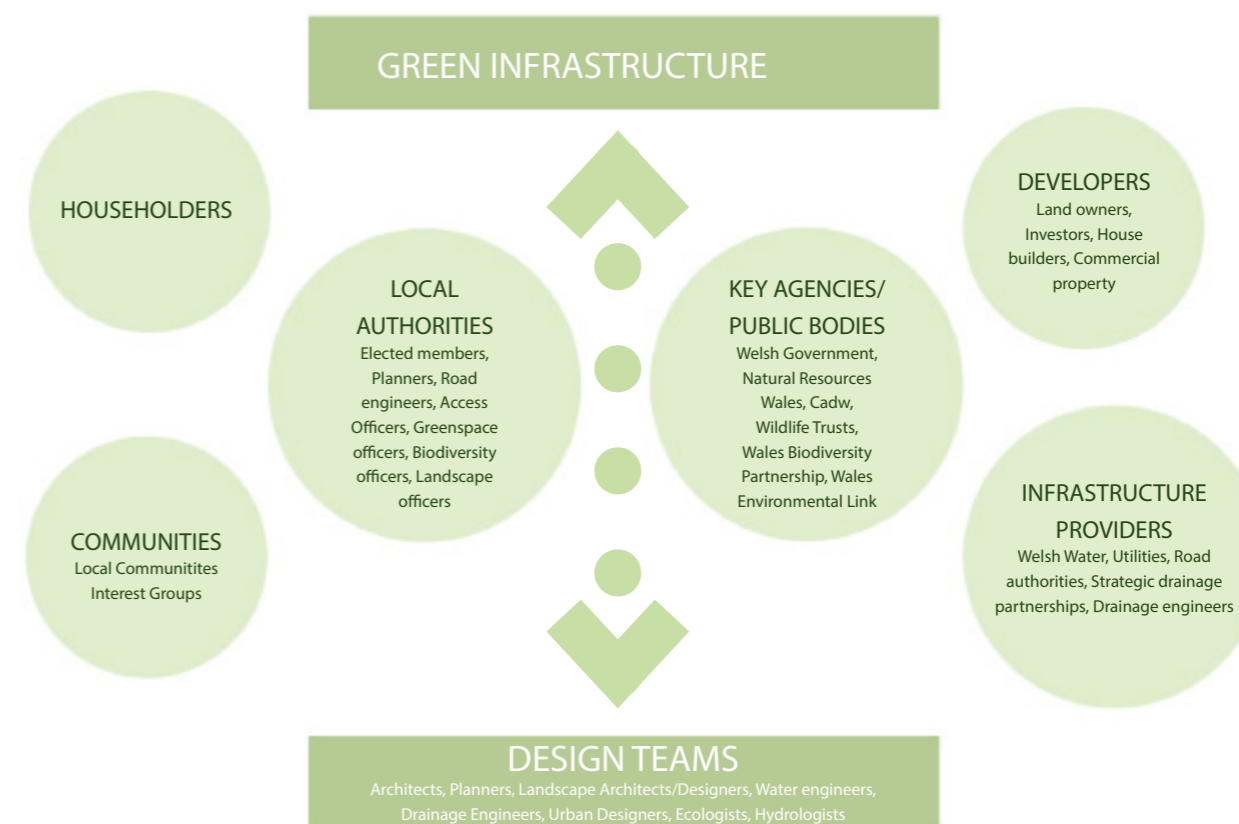 GREEN INFRASTRUCTURE
HOUSEHOLDERS
COMMUNITIES
Local Communitites
Interest Groups
LOCAL
AUTHORITIES
Elected members,
Planners, Road
engineers, Access
Officers, Greenspace
officers, Biodiversity
officers, Landscape
officers
KEY AGENCIES/
PUBLIC BODIES
Welsh Government,
Natural Resources
Wales, Cadw,
Wildlife Trusts,
Wales Biodiversity
Partnership, Wales
Environmental Link
DEVELOPERS
Land owners,
Investors, House
builders, Commercial
property
INFRASTRUCTURE
PROVIDERS
Welsh Water, Utilities, Road
authorities, Strategic drainage
partnerships, Drainage engineers
DESIGN TEAMS
Architects, Planners, Landscape Architects/Designers, Water engineers,
Drainage Engineers, Urban Designers, Ecologists, Hydrologists